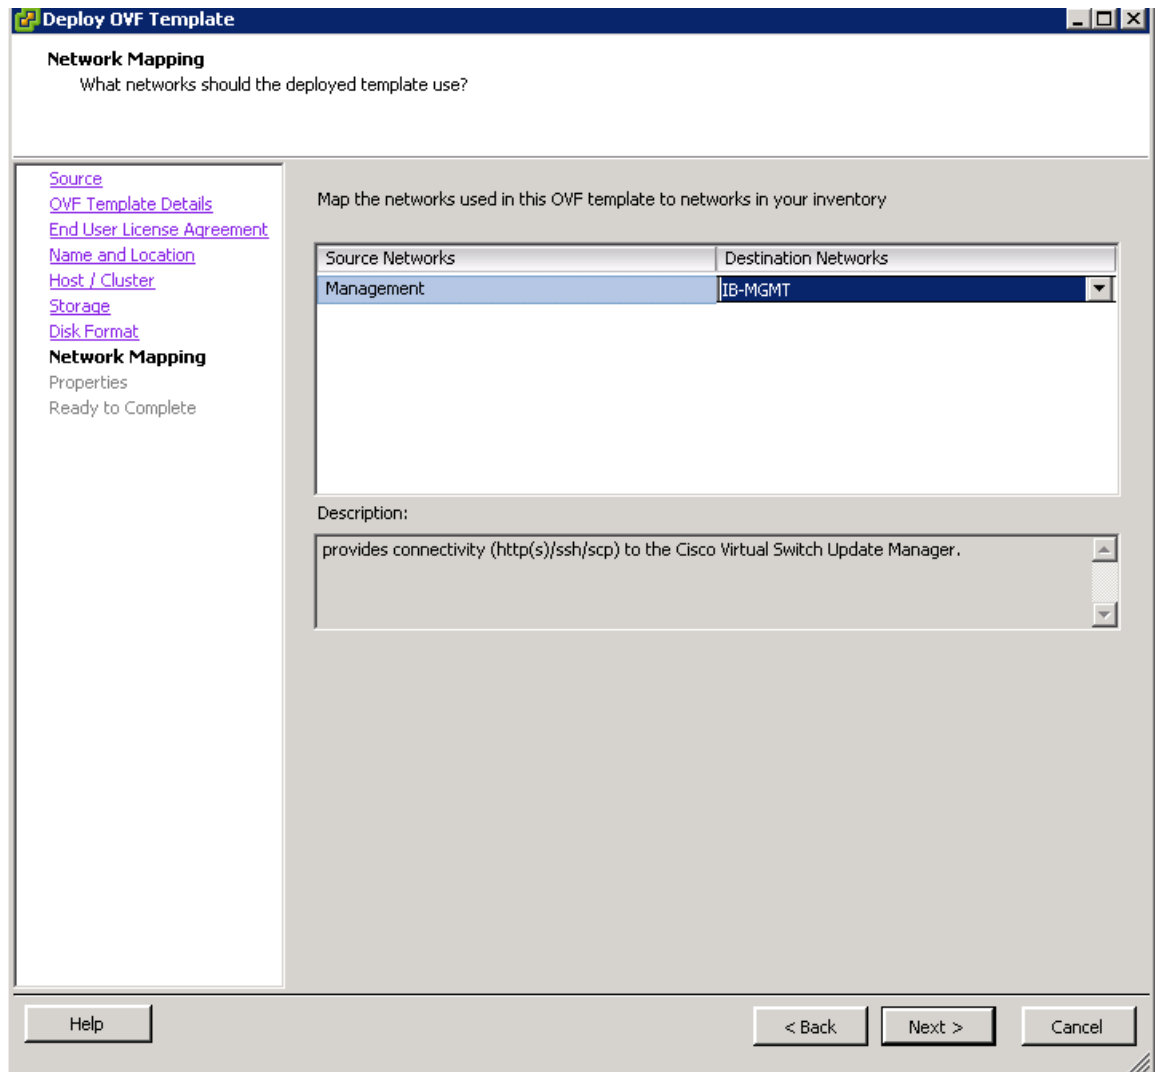 Deploy OVF Template
Network Mapping
What networks should the deployed template use?
Source
OVF Template Details
End User License Agreement
Name and Location
Host / Cluster
Storage
Disk Format
Network Mapping
Properties
Ready to Complete
Map the networks used in this OVF template to networks in your inventory
Source Networks Destination Networks
Management IB-MGMT
Description:
provides connectivity (http(s)/ssh/scp) to the Cisco Virtual Switch Update Manager.
Help < Back Next > Cancel